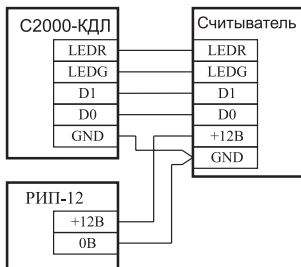 С2000-КДЛ
LEDR
LEDG
D1
D0
GND
Считыватель
LEDR
LEDG
D1
D0
+12В
GND
РИП-12
+12В
0В